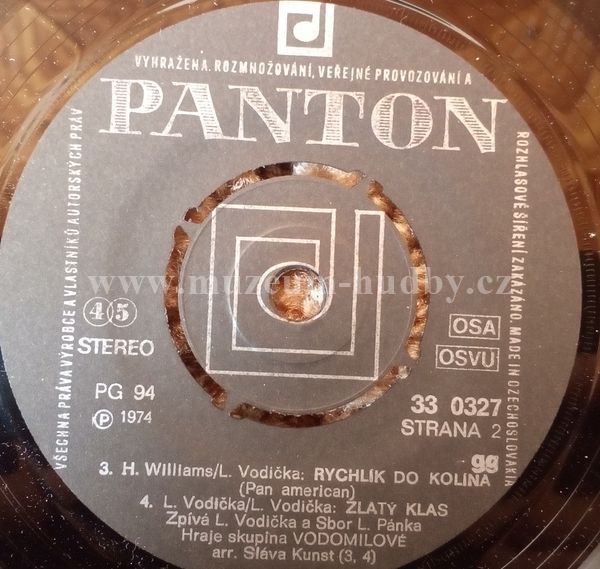 VYHRAŽENA. ROZMNOŽOVÁNÍ, VEŘEJNÉ PROVOZOVÁNÍ A
ROZHLASOVÉ ŠÍŘENÍ ZAKÁZÁNO. MADE IN CZECHOSLOVAKIA
VŠECHNA PRÁVA VÝROBCE A VLASTNÍKŮ AUTORSKÝCH PRÁV
PANTON
www.muzeum-hudby.cz
45
STEREO
OSA
OSVU
PG 94
℗ 1974
33 0327
STRANA 2
gg
3. H. Williams/L. Vodička: RYCHLÍK DO KOLÍNA
(Pan american)
4. L. Vodička/L. Vodička: ZLATÝ KLAS
Zpívá L. Vodička a Sbor L. Pánka
Hraje skupina VODOMILOVÉ
arr. Sláva Kunst (3, 4)